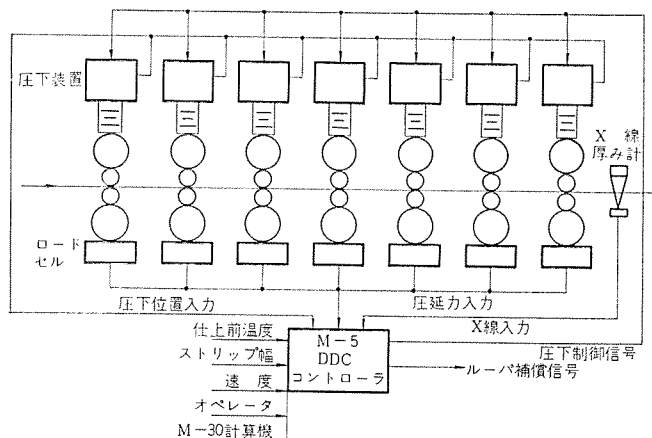 圧下装置
X 線
厚み計
ロード
セル
圧下位置入力
圧延力入力
X線入力
仕上前温度
ストリップ幅
速 度
オペレータ
M-30計算機
M-5
DDC
コントローラ
圧下制御信号
ルーパ補償信号